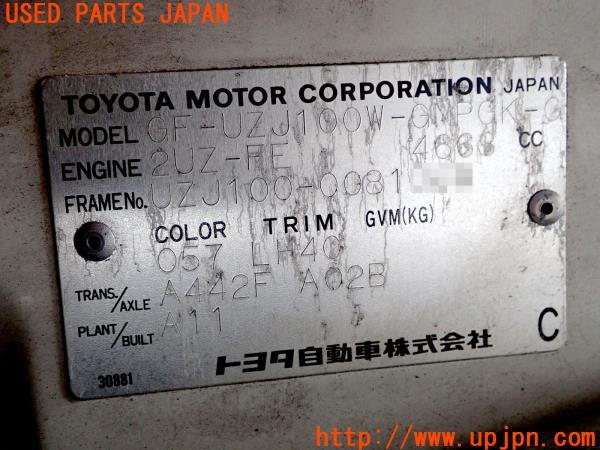 USED PARTS JAPAN
TOYOTA MOTOR CORPORATION JAPAN
MODEL GF-UZJ100W-GNPGK-G
ENGINE 2UZ-FE 4663 CC
FRAME No. UZJ100-0081
COLOR TRIM GVM(KG)
057 LH40
TRANS./AXLE A442F A02B
PLANT/BUILT A11
トヨタ自動車株式会社 C
30881
http://www.upjpn.com